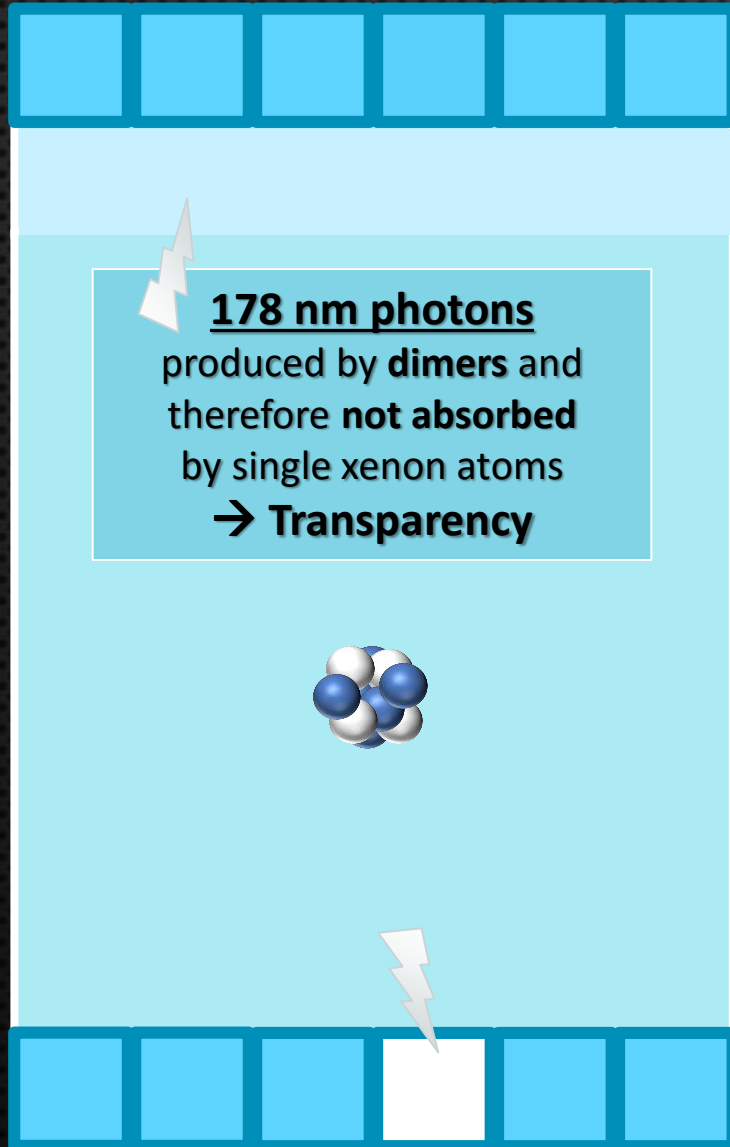 178 nm photons
produced by dimers and
therefore not absorbed
by single xenon atoms
→ Transparency